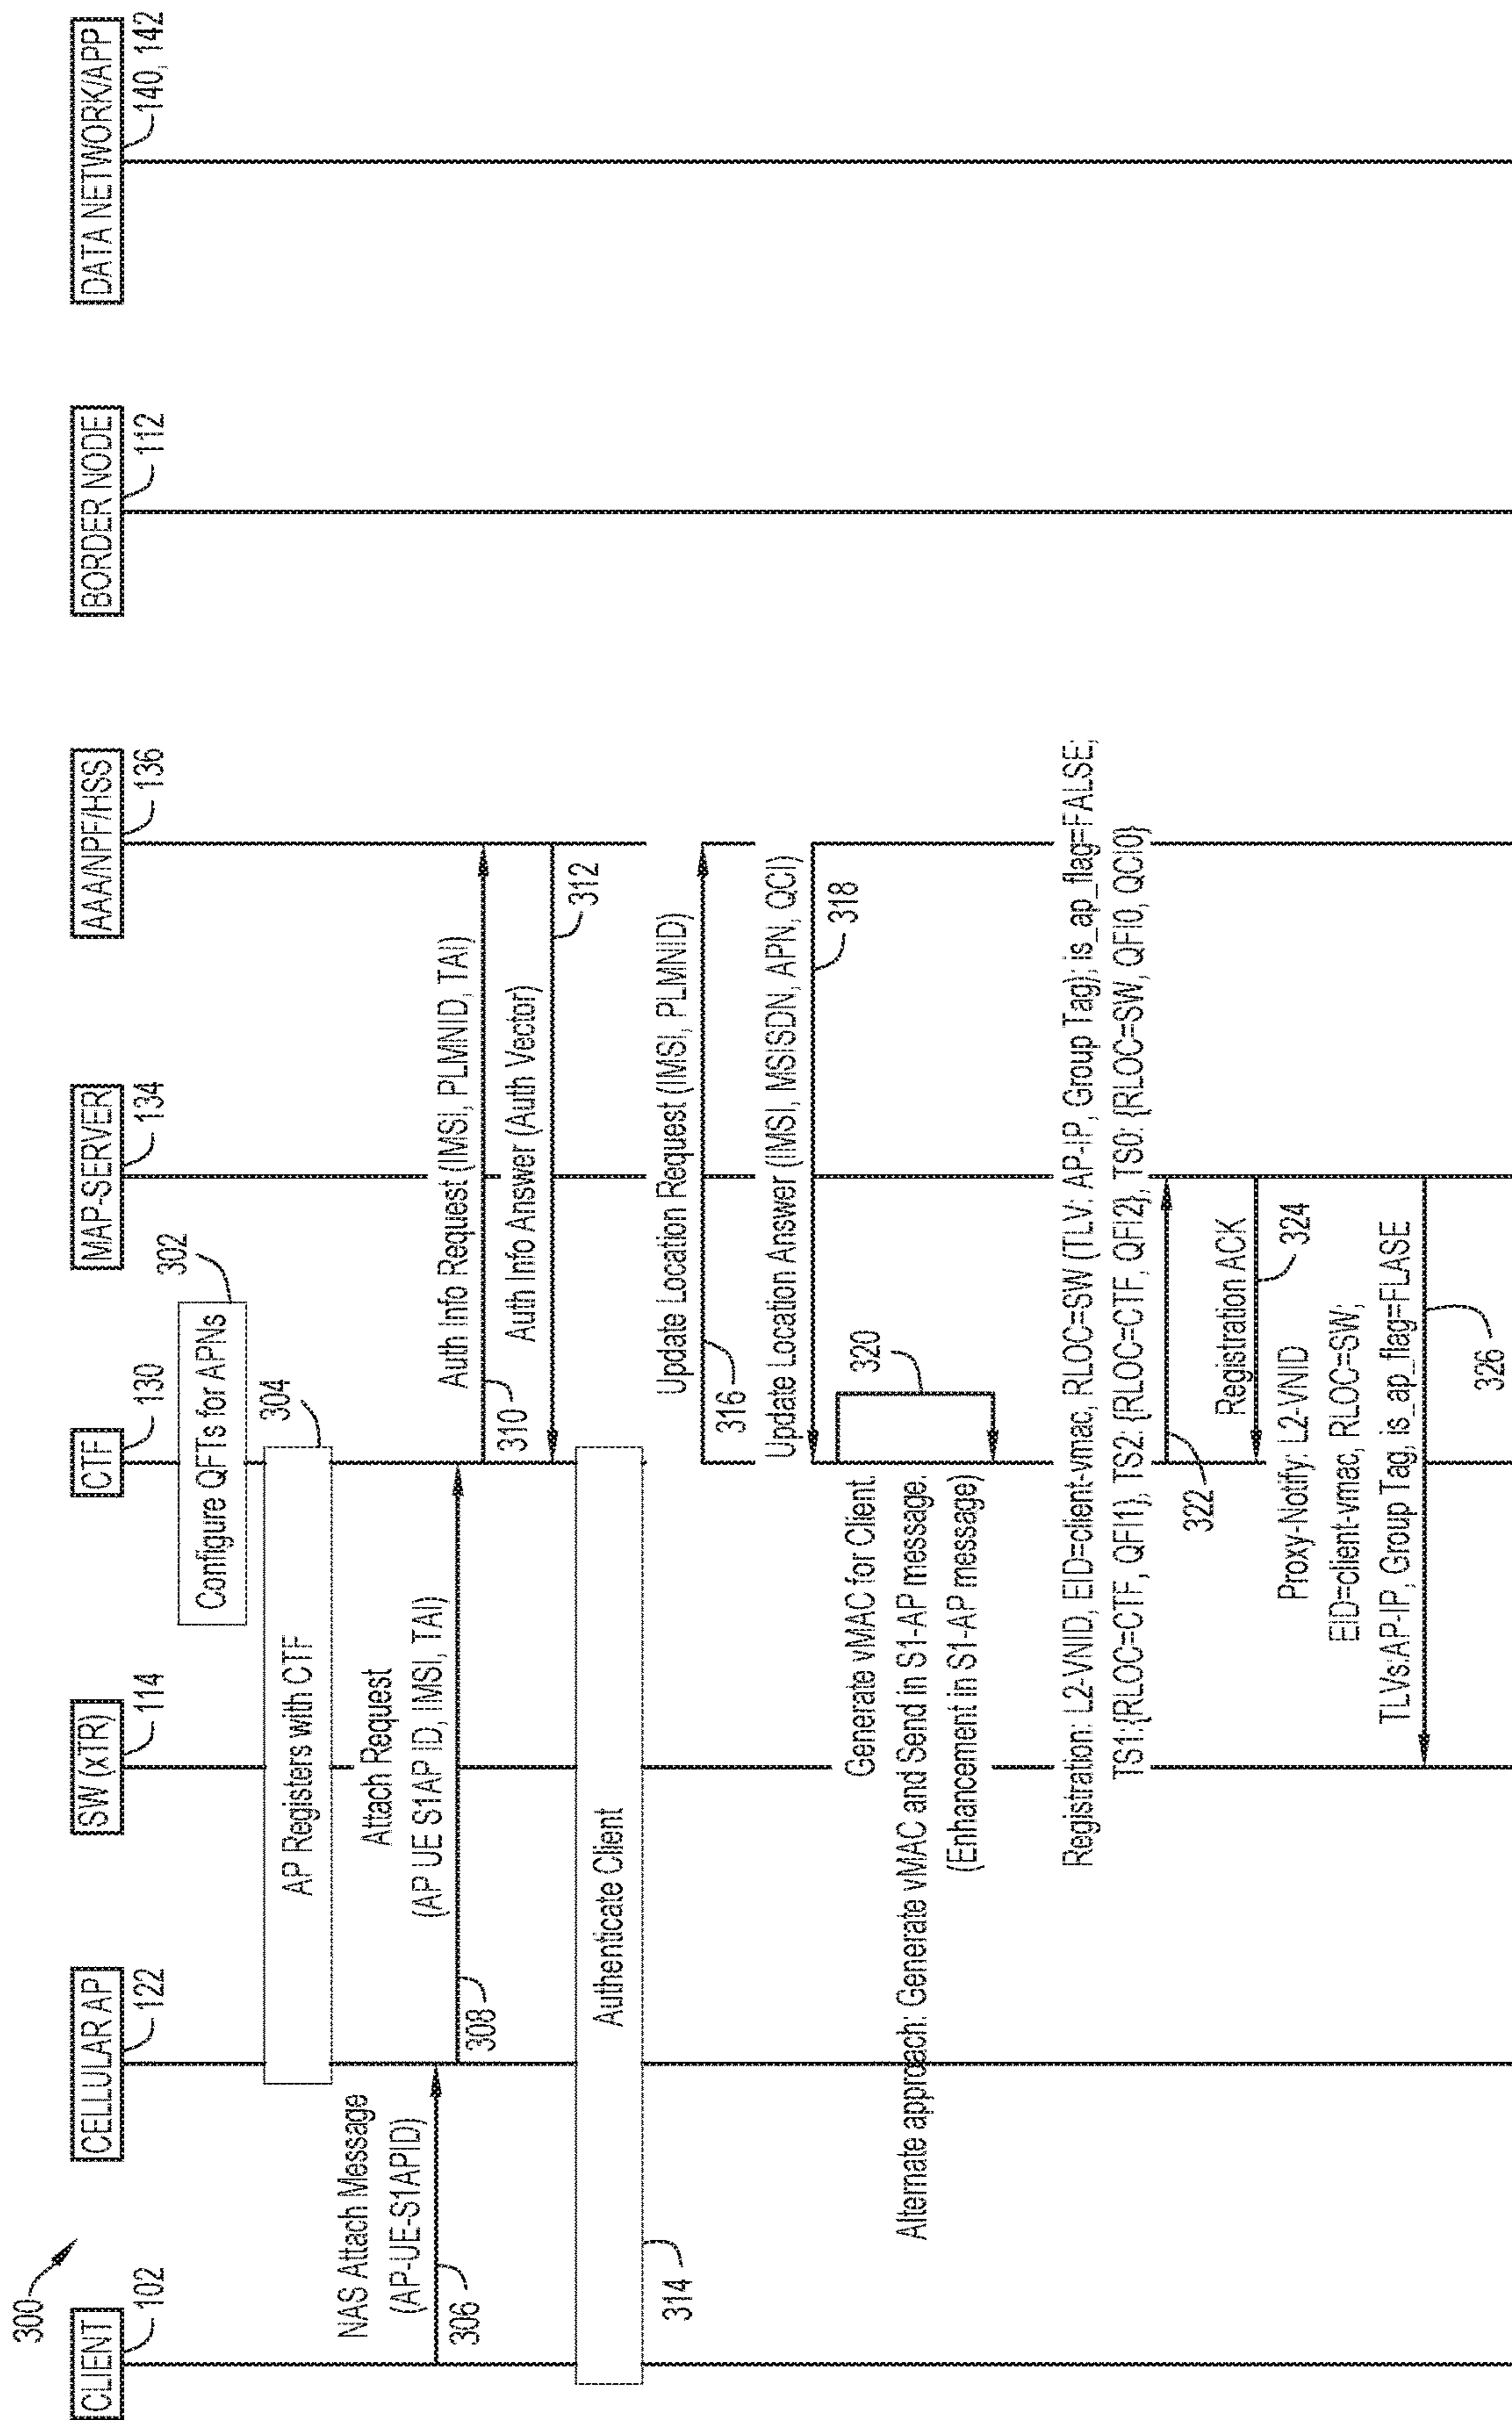 300
CLIENT
102
CELLULAR AP
122
SW (xTR)
114
CTF
130
MAP-SERVER
134
AAA/NPF/HSS
136
BORDER NODE
112
DATA NETWORK/APP
140, 142
Configure QFTs for APNs
302
AP Registers with CTF
304
NAS Attach Message
(AP-UE-S1APID)
306
Attach Request
(AP UE S1AP ID, IMSI, TAI)
308
Auth Info Request (IMSI, PLMNID, TAI)
310
Auth Info Answer (Auth Vector)
312
Authenticate Client
314
Update Location Request (IMSI, PLMNID)
316
Update Location Answer (IMSI, MSISDN, APN, QCI)
318
Generate vMAC for Client.
Alternate approach: Generate vMAC and Send in S1-AP message.
(Enhancement in S1-AP message)
320
Registration: L2-VNID, EID=client-vmac, RLOC=SW (TLV: AP-IP, Group Tag); is_ap_flag=FALSE;
TS1:{RLOC=CTF, QFI1}, TS2: {RLOC=CTF, QFI2}, TS0: {RLOC=SW, QFI0, QCI0}
322
Registration ACK
324
Proxy-Notify: L2-VNID
EID=client-vmac, RLOC=SW;
TLVs:AP-IP, Group Tag, is_ap_flag=FLASE
326